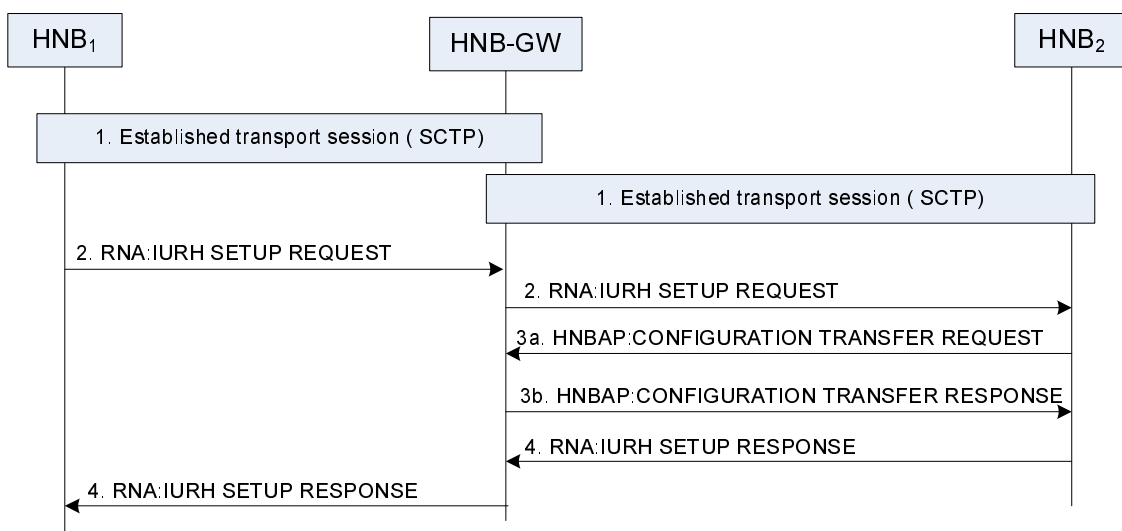 HNB₁
HNB-GW
HNB₂
1. Established transport session ( SCTP)
1. Established transport session ( SCTP)
2. RNA:IURH SETUP REQUEST
2. RNA:IURH SETUP REQUEST
3a. HNBAP:CONFIGURATION TRANSFER REQUEST
3b. HNBAP:CONFIGURATION TRANSFER RESPONSE
4. RNA:IURH SETUP RESPONSE
4. RNA:IURH SETUP RESPONSE